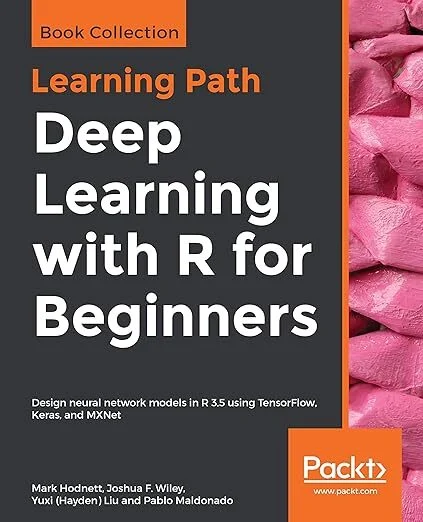 Book Collection
Learning Path
Deep
Learning
with R for
Beginners
Design neural network models in R 3.5 using TensorFlow,
Keras, and MXNet
Mark Hodnett, Joshua F. Wiley,
Yuxi (Hayden) Liu and Pablo Maldonado
Packt>
www.packt.com